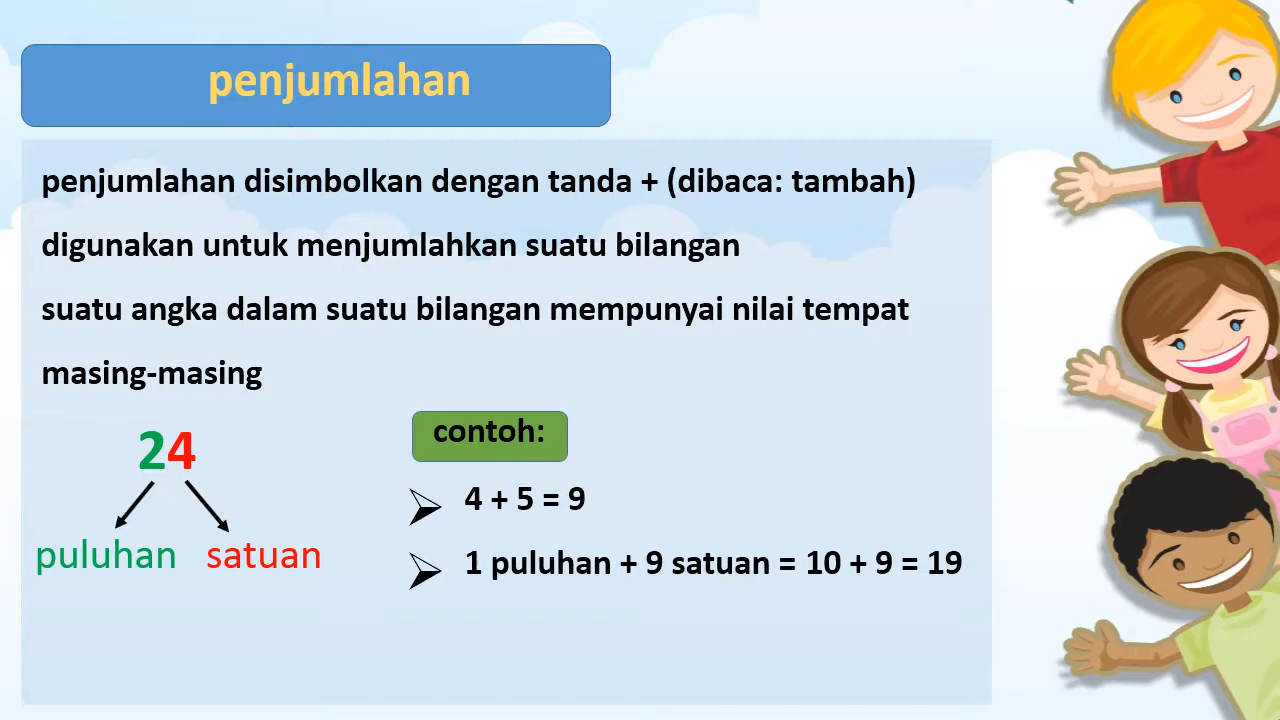 penjumlahan
penjumlahan disimbolkan dengan tanda + (dibaca: tambah)
digunakan untuk menjumlahkan suatu bilangan
suatu angka dalam suatu bilangan mempunyai nilai tempat
masing-masing
24
puluhan satuan
contoh:
4 + 5 = 9
1 puluhan + 9 satuan = 10 + 9 = 19